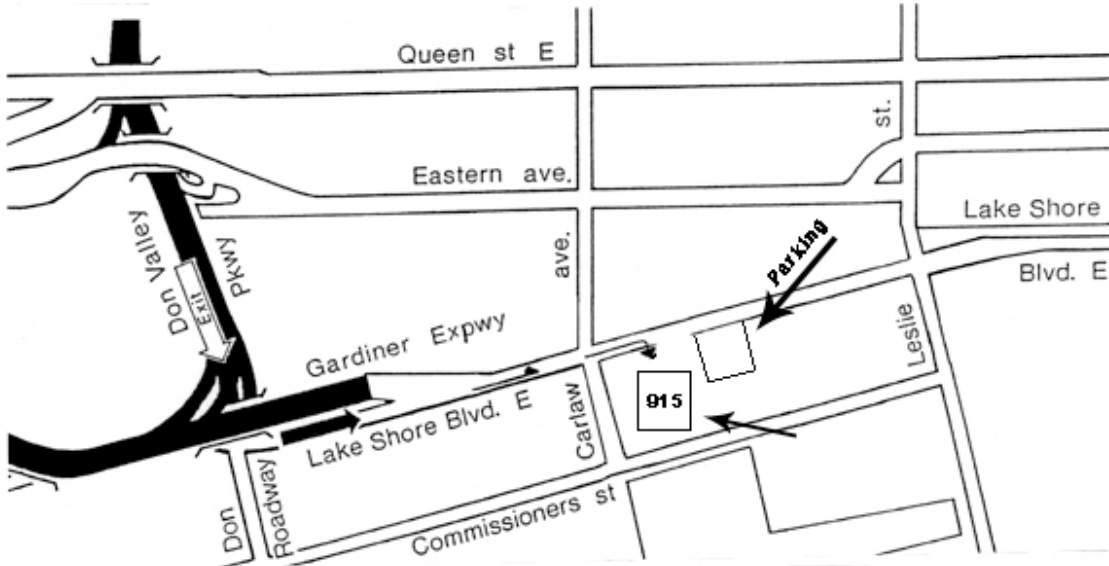 Queen st E
st.
Eastern ave.
Lake Shore
Blvd. E
Don Valley
Pkwy
Exit
ave.
Parking
Gardiner Expwy
Leslie
915
Lake Shore Blvd. E
Carlaw
Don
Roadway
Commissioners st